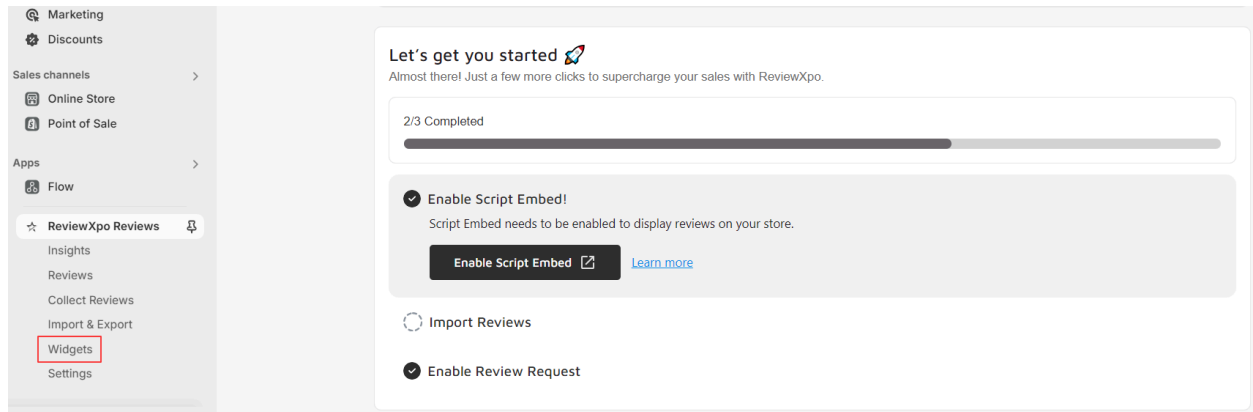 Marketing
Discounts
Sales channels
Online Store
Point of Sale
Apps
Flow
ReviewXpo Reviews
Insights
Reviews
Collect Reviews
Import & Export
Widgets
Settings
Let's get you started
Almost there! Just a few more clicks to supercharge your sales with ReviewXpo.
2/3 Completed
Enable Script Embed!
Script Embed needs to be enabled to display reviews on your store.
Enable Script Embed Learn more
Import Reviews
Enable Review Request